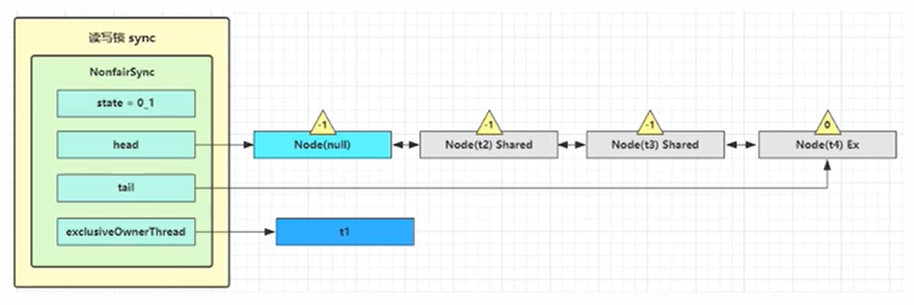 读写锁 sync
NonfairSync
state = 0_1
head
tail
exclusiveOwnerThread
-1
Node(null)
-1
Node(t2) Shared
-1
Node(t3) Shared
0
Node(t4) Ex
t1